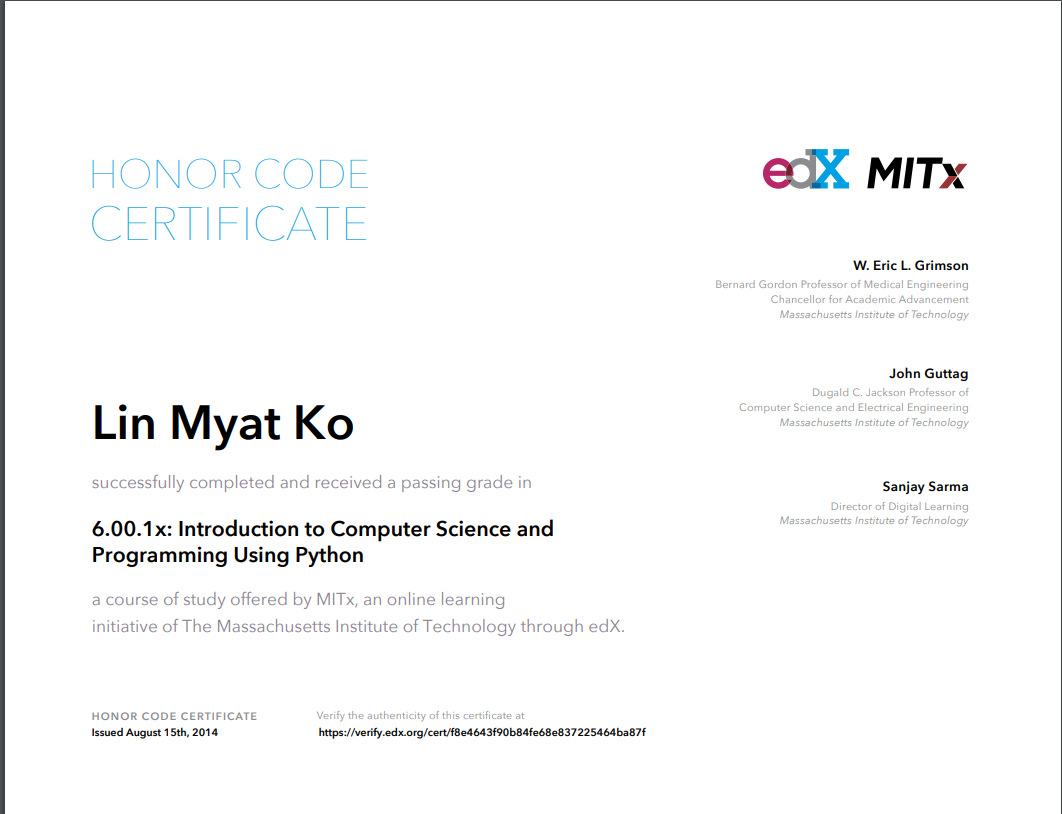 HONOR CODE
CERTIFICATE
edX MITx
W. Eric L. Grimson
Bernard Gordon Professor of Medical Engineering
Chancellor for Academic Advancement
Massachusetts Institute of Technology
John Guttag
Dugald C. Jackson Professor of
Computer Science and Electrical Engineering
Massachusetts Institute of Technology
Sanjay Sarma
Director of Digital Learning
Massachusetts Institute of Technology
Lin Myat Ko
successfully completed and received a passing grade in
6.00.1x: Introduction to Computer Science and
Programming Using Python
a course of study offered by MITx, an online learning
initiative of The Massachusetts Institute of Technology through edX.
HONOR CODE CERTIFICATE
Issued August 15th, 2014
Verify the authenticity of this certificate at
https://verify.edx.org/cert/f8e4643f90b84fe68e837225464ba87f